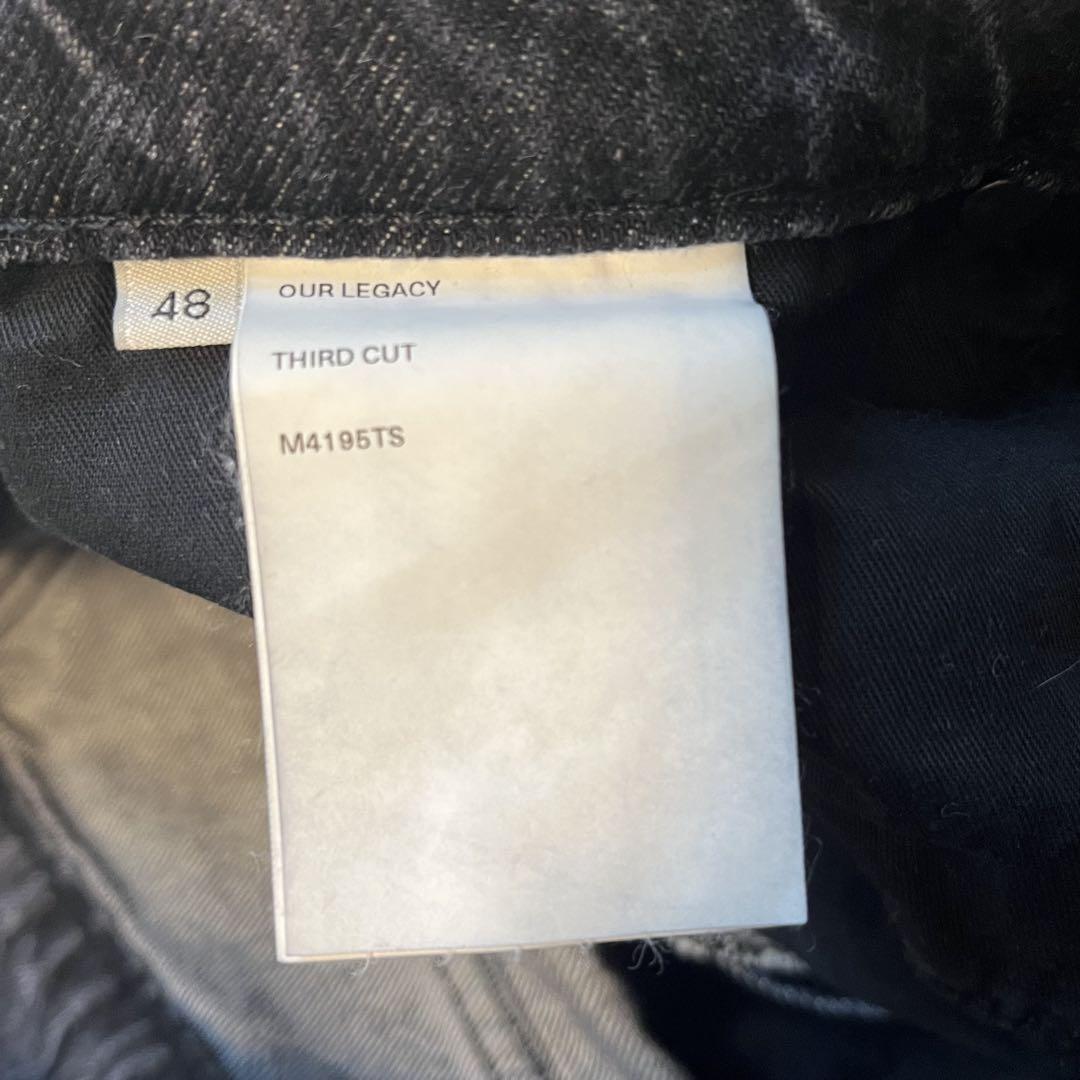 48
OUR LEGACY
THIRD CUT
M4195TS